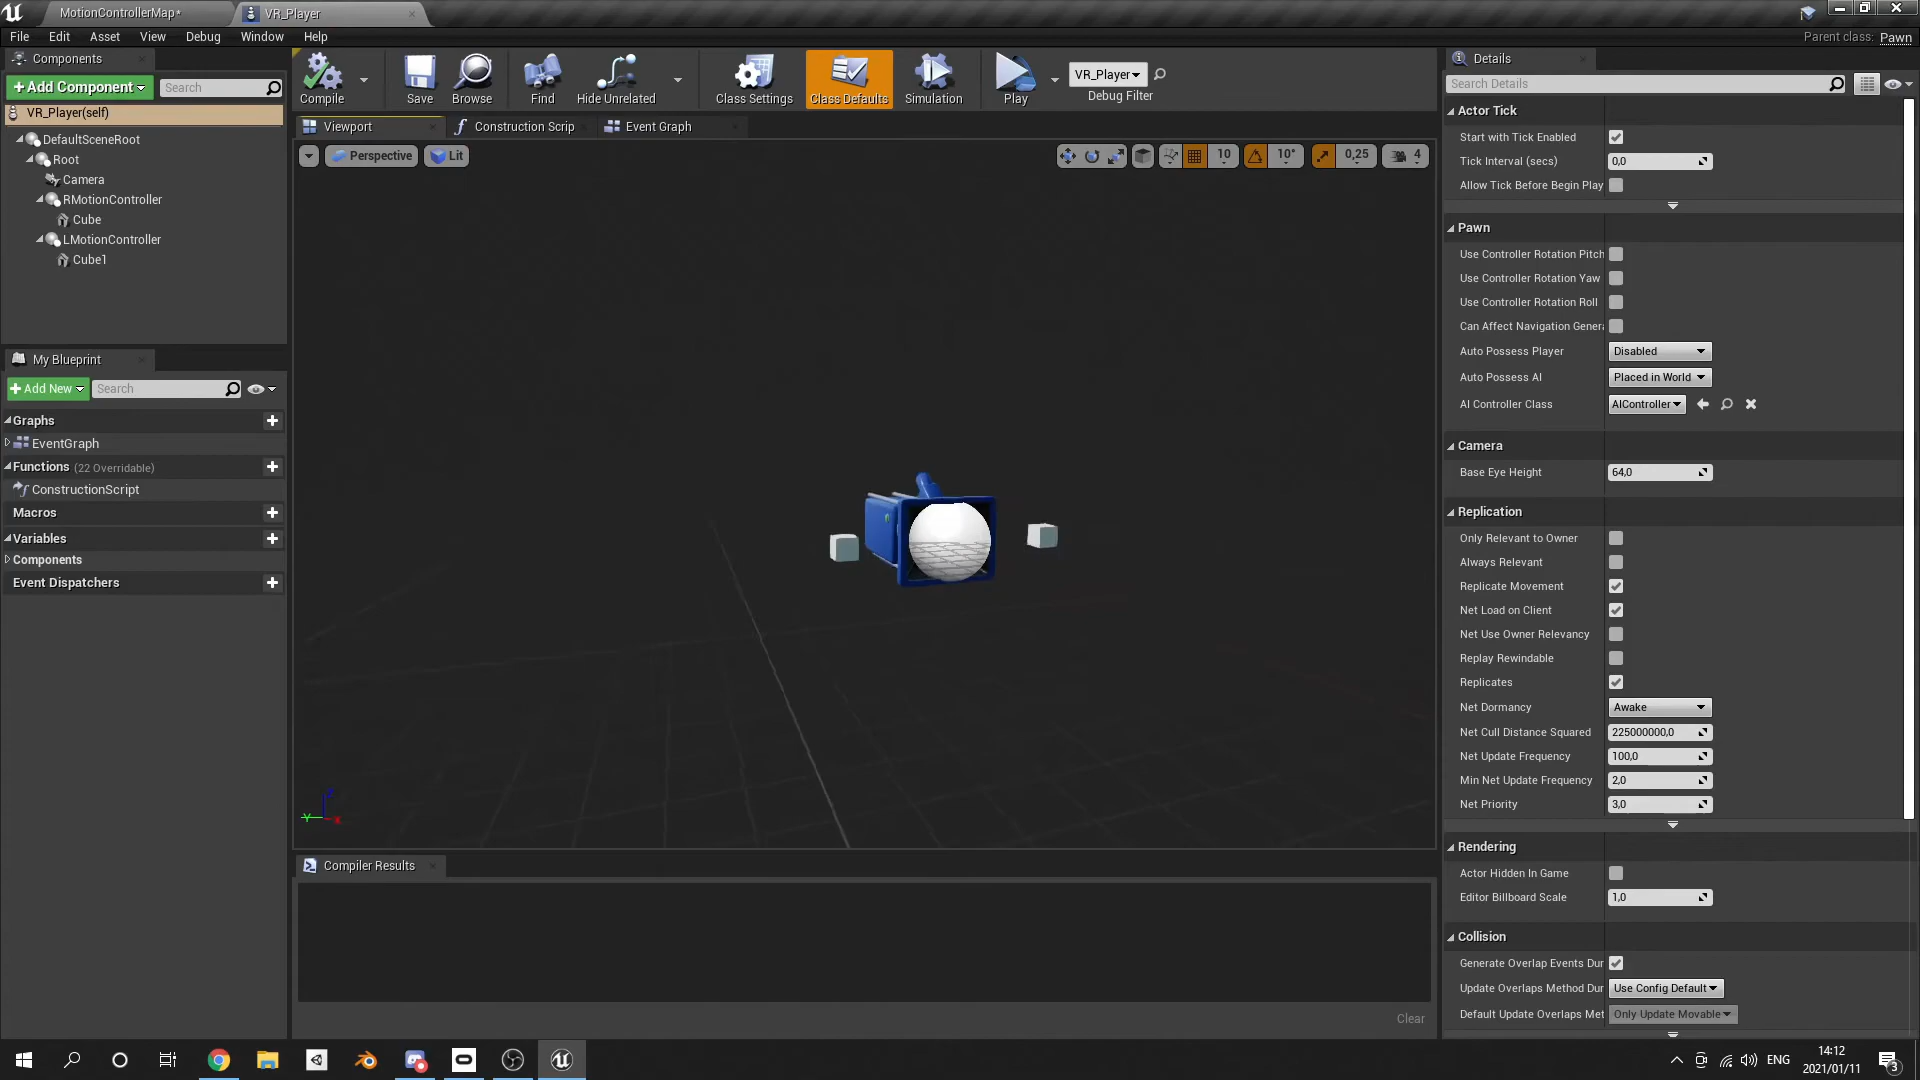 MotionControllerMap*
VR_Player
File Edit Asset View Debug Window Help
Parent class: Pawn
Components
Add Component
Search
VR_Player(self)
DefaultSceneRoot
Root
Camera
RMotionController
Cube
LMotionController
Cube1
My Blueprint
Add New
Search
Graphs
EventGraph
Functions (22 Overridable)
ConstructionScript
Macros
Variables
Components
Event Dispatchers
Compile
Save
Browse
Find
Hide Unrelated
Class Settings
Class Defaults
Simulation
Play
VR_Player
Debug Filter
Viewport
Construction Scrip
Event Graph
Perspective
Lit
10
10°
0,25
4
Z
Y
X
Compiler Results
Clear
Details
Search Details
Actor Tick
Start with Tick Enabled
Tick Interval (secs) 0,0
Allow Tick Before Begin Play
Pawn
Use Controller Rotation Pitch
Use Controller Rotation Yaw
Use Controller Rotation Roll
Can Affect Navigation Genera
Auto Possess Player Disabled
Auto Possess AI Placed in World
AI Controller Class AIController
Camera
Base Eye Height 64,0
Replication
Only Relevant to Owner
Always Relevant
Replicate Movement
Net Load on Client
Net Use Owner Relevancy
Replay Rewindable
Replicates
Net Dormancy Awake
Net Cull Distance Squared 225000000,0
Net Update Frequency 100,0
Min Net Update Frequency 2,0
Net Priority 3,0
Rendering
Actor Hidden In Game
Editor Billboard Scale 1,0
Collision
Generate Overlap Events Dur
Update Overlaps Method Dur Use Config Default
Default Update Overlaps Met Only Update Movable
ENG
14:12
2021/01/11
3